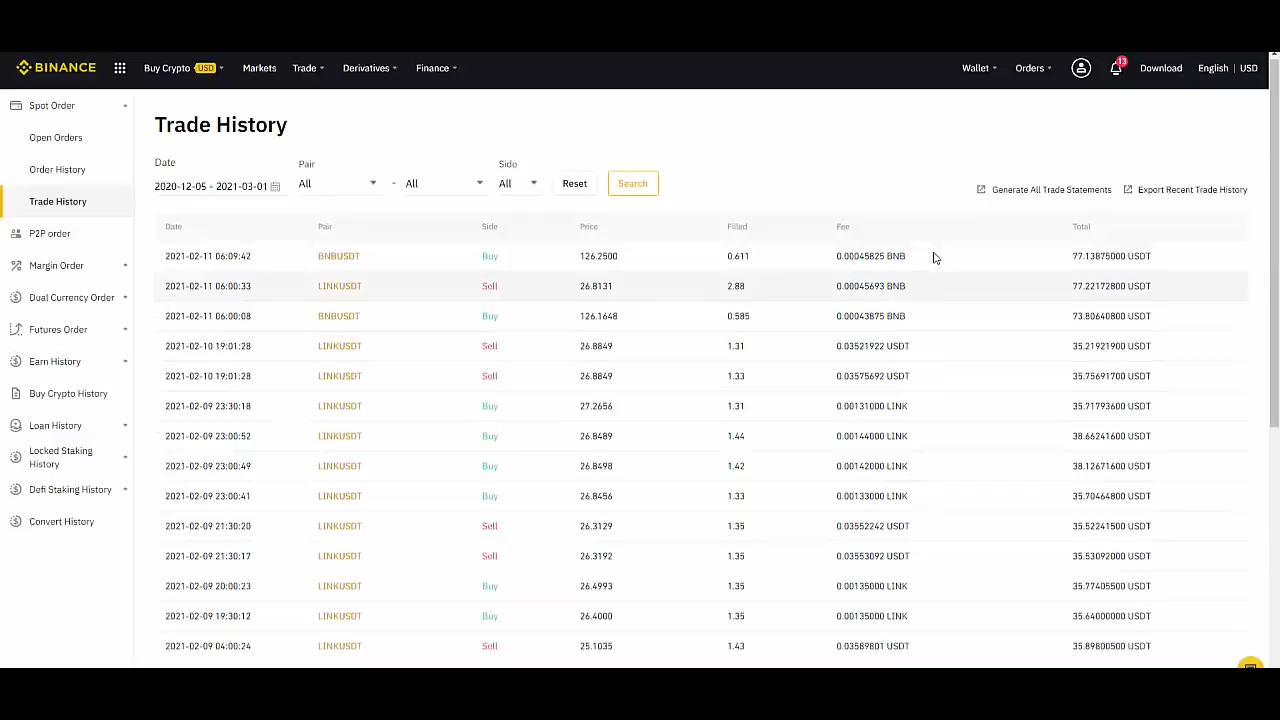 BINANCE Buy Crypto USD Markets Trade Derivatives Finance Wallet Orders 13 Download English | USD
Spot Order
Open Orders
Order History
Trade History
P2P order
Margin Order
Dual Currency Order
Futures Order
Earn History
Buy Crypto History
Loan History
Locked Staking
History
Defi Staking History
Convert History
Trade History
Date Pair Side
2020-12-05 - 2021-03-01 All - All All Reset Search Generate All Trade Statements Export Recent Trade History
Date Pair Side Price Filled Fee Total
2021-02-11 06:09:42 BNBUSDT Buy 126.2500 0.611 0.00045825 BNB 77.13875000 USDT
2021-02-11 06:00:33 LINKUSDT Sell 26.8131 2.88 0.00045693 BNB 77.22172800 USDT
2021-02-11 06:00:08 BNBUSDT Buy 126.1648 0.585 0.00043875 BNB 73.80640800 USDT
2021-02-10 19:01:28 LINKUSDT Sell 26.8849 1.31 0.03521922 USDT 35.21921900 USDT
2021-02-10 19:01:28 LINKUSDT Sell 26.8849 1.33 0.03575692 USDT 35.75691700 USDT
2021-02-09 23:30:18 LINKUSDT Buy 27.2656 1.31 0.00131000 LINK 35.71793600 USDT
2021-02-09 23:00:52 LINKUSDT Buy 26.8489 1.44 0.00144000 LINK 38.66241600 USDT
2021-02-09 23:00:49 LINKUSDT Buy 26.8498 1.42 0.00142000 LINK 38.12671600 USDT
2021-02-09 23:00:41 LINKUSDT Buy 26.8456 1.33 0.00133000 LINK 35.70464800 USDT
2021-02-09 21:30:20 LINKUSDT Sell 26.3129 1.35 0.03552242 USDT 35.52241500 USDT
2021-02-09 21:30:17 LINKUSDT Sell 26.3192 1.35 0.03553092 USDT 35.53092000 USDT
2021-02-09 20:00:23 LINKUSDT Buy 26.4993 1.35 0.00135000 LINK 35.77405500 USDT
2021-02-09 19:30:12 LINKUSDT Buy 26.4000 1.35 0.00135000 LINK 35.64000000 USDT
2021-02-09 04:00:24 LINKUSDT Sell 25.1035 1.43 0.03589801 USDT 35.89800500 USDT